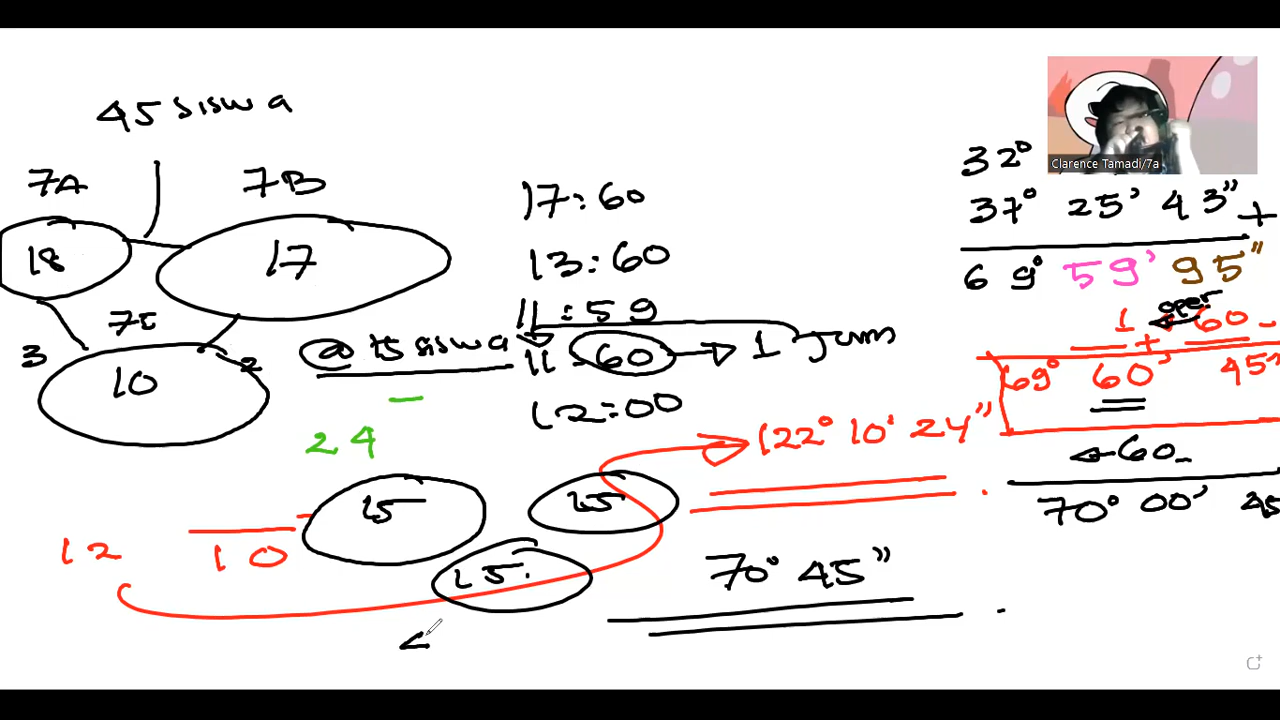 45 siswa
7A 7B
18 17
7C
3 10 2
@ 15 siswa
17:60
13:60
11:59
11:60 → 1 Jam
12:00
24
12 10
15 15
15
122° 10' 24"
70° 45"
Clarence Tamadi/7a
32°
37° 25' 43" +
69° 59' 95"
oper
1 ← 60 -
+
69° 60' 45"
← 60 -
70° 00' 45